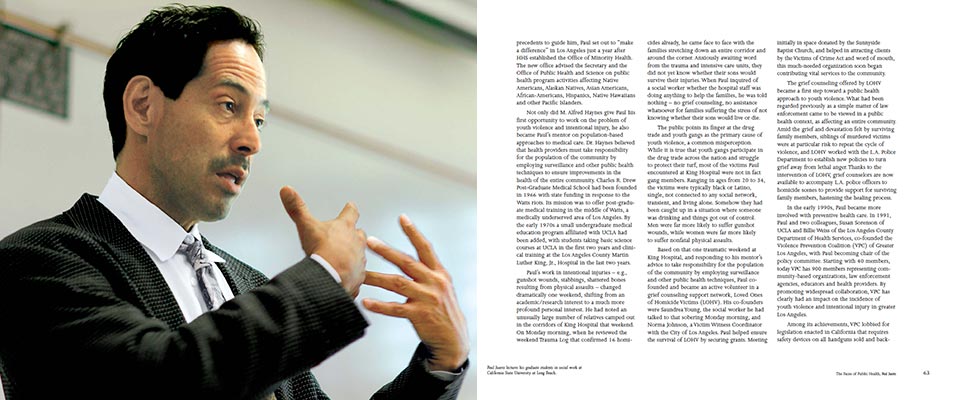 precedents to guide him, Paul set out to "make
a difference" in Los Angeles just a year after
HHS established the Office of Minority Health.
The new office advised the Secretary and the
Office of Public Health and Science on public
health program activities affecting Native
Americans, Alaskan Natives, Asian Americans,
African-Americans, Hispanics, Native Hawaiians
and other Pacific Islanders.
Not only did M. Alfred Haynes give Paul his
first opportunity to work on the problem of
youth violence and intentional injury, he also
became Paul's mentor on population-based
approaches to medical care. Dr. Haynes believed
that health providers must take responsibility
for the population of the community by
employing surveillance and other public health
techniques to ensure improvements in the
health of the entire community. Charles R. Drew
Post-Graduate Medical School had been founded
in 1966 with state funding in response to the
Watts riots. Its mission was to offer post-gradu-
ate medical training in the middle of Watts, a
medically underserved area of Los Angeles. By
the early 1970s a small undergraduate medical
education program affiliated with UCLA had
been added, with students taking basic science
courses at UCLA in the first two years and clini-
cal training at the Los Angeles County Martin
Luther King, Jr., Hospital in the last two years.
Paul's work in intentional injuries – e.g.,
gunshot wounds, stabbings, shattered bones
resulting from physical assaults – changed
dramatically one weekend, shifting from an
academic/research interest to a much more
profound personal interest. He had noted an
unusually large number of relatives camped out
in the corridors of King Hospital that weekend.
On Monday morning, when he reviewed the
weekend Trauma Log that confirmed 16 homi-
cides already, he came face to face with the
families stretching down an entire corridor and
around the corner. Anxiously awaiting word
from the trauma and intensive care units, they
did not yet know whether their sons would
survive their injuries. When Paul inquired of
a social worker whether the hospital staff was
doing anything to help the families, he was told
nothing – no grief counseling, no assistance
whatsoever for families suffering the stress of not
knowing whether their sons would live or die.
The public points its finger at the drug
trade and youth gangs as the primary cause of
youth violence, a common misperception.
While it is true that youth gangs participate in
the drug trade across the nation and struggle
to protect their turf, most of the victims Paul
encountered at King Hospital were not in fact
gang members. Ranging in ages from 20 to 34,
the victims were typically black or Latino,
single, not connected to any social network,
transient, and living alone. Somehow they had
been caught up in a situation where someone
was drinking and things got out of control.
Men were far more likely to suffer gunshot
wounds, while women were far more likely
to suffer nonfatal physical assaults.
Based on that one traumatic weekend at
King Hospital, and responding to his mentor's
advice to take responsibility for the population
of the community by employing surveillance
and other public health techniques, Paul co-
founded and became an active volunteer in a
grief counseling support network, Loved Ones
of Homicide Victims (LOHV). His co-founders
were Saundrea Young, the social worker he had
talked to that sobering Monday morning, and
Norma Johnson, a Victim Witness Coordinator
with the City of Los Angeles. Paul helped ensure
the survival of LOHV by securing grants. Meeting
initially in space donated by the Sunnyside
Baptist Church, and helped in attracting clients
by the Victims of Crime Act and word of mouth,
this much-needed organization soon began
contributing vital services to the community.
The grief counseling offered by LOHV
became a first step toward a public health
approach to youth violence. What had been
regarded previously as a simple matter of law
enforcement came to be viewed in a public
health context, as affecting an entire community.
Amid the grief and devastation felt by surviving
family members, siblings of murdered victims
were at particular risk to repeat the cycle of
violence, and LOHV worked with the L.A. Police
Department to establish new policies to turn
grief away from lethal anger. Thanks to the
intervention of LOHV, grief counselors are now
available to accompany L.A. police officers to
homicide scenes to provide support for surviving
family members, hastening the healing process.
In the early 1990s, Paul became more
involved with preventive health care. In 1991,
Paul and two colleagues, Susan Sorenson of
UCLA and Billie Weiss of the Los Angeles County
Department of Health Services, co-founded the
Violence Prevention Coalition (VPC) of Greater
Los Angeles, with Paul becoming chair of the
policy committee. Starting with 40 members,
today VPC has 900 members representing com-
munity-based organizations, law enforcement
agencies, educators and health providers. By
promoting widespread collaboration, VPC has
clearly had an impact on the incidence of
youth violence and intentional injury in greater
Los Angeles.
Among its achievements, VPC lobbied for
legislation enacted in California that requires
safety devices on all handguns sold and back-
Paul Juarez lectures his graduate students in social work at
California State University at Long Beach.
The Faces of Public Health, Paul Juarez 63